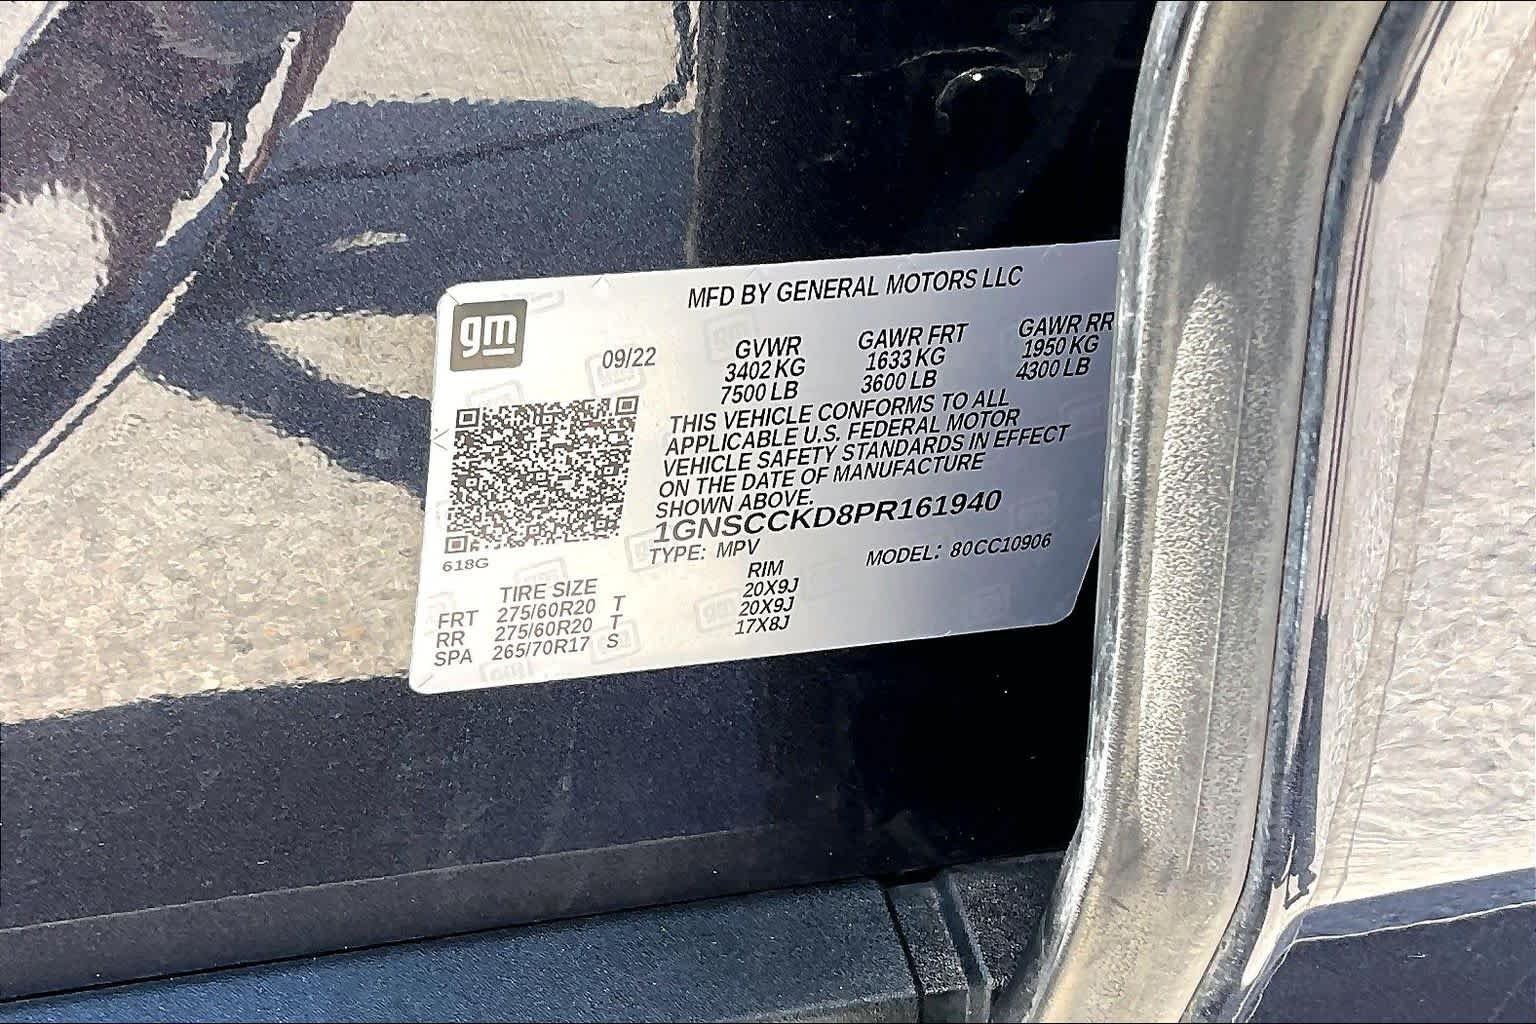 gm
MFD BY GENERAL MOTORS LLC
09/22
GVWR GAWR FRT GAWR RR
3402 KG 1633 KG 1950 KG
7500 LB 3600 LB 4300 LB
THIS VEHICLE CONFORMS TO ALL
APPLICABLE U.S. FEDERAL MOTOR
VEHICLE SAFETY STANDARDS IN EFFECT
ON THE DATE OF MANUFACTURE
SHOWN ABOVE.
1GNSCCKD8PR161940
618G
TYPE: MPV MODEL: 80CC10906
TIRE SIZE RIM
FRT 275/60R20 T 20X9J
RR 275/60R20 T 20X9J
SPA 265/70R17 S 17X8J